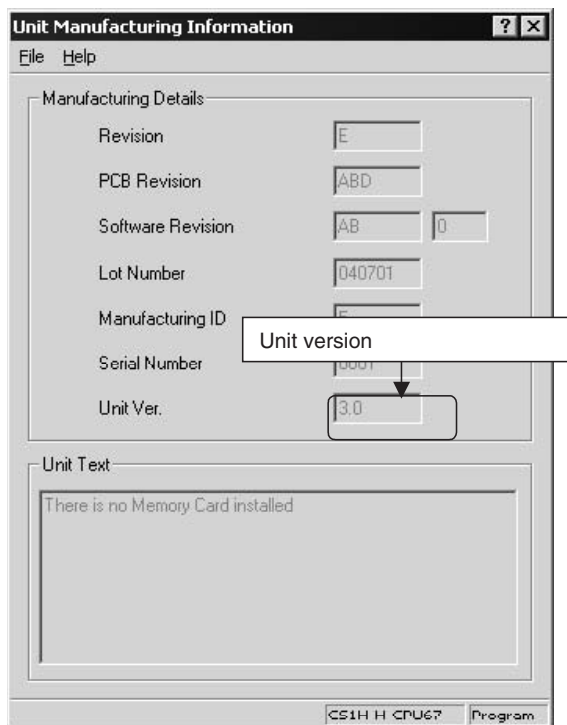 Unit Manufacturing Information
File Help
Manufacturing Details
Revision E
PCB Revision ABD
Software Revision AB 0
Lot Number 040701
Manufacturing ID
Unit version
Serial Number 0001
Unit Ver. 3.0
Unit Text
There is no Memory Card installed
CS1H H CPU67 Program